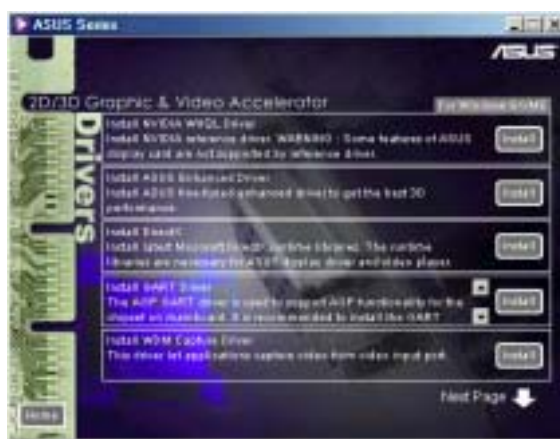 ASUS Series
ASUS
2D/3D Graphic & Video Accelerator
For Windows 95/ME
Drivers
Install NVIDIA WHQL Driver
Install NVIDIA reference driver. WARNING : Some features of ASUS
display card are not supported by reference driver.
Install
Install ASUS Enhanced Driver
Install ASUS fine-tuned enhanced driver to get the best 3D
performance.
Install
Install DirectX
Install latest Microsoft DirectX runtime libraries. The runtime
libraries are necessary for ASUS display driver and video player.
Install
Install GART Driver
The AGP GART driver is used to support AGP functionality for the
chipset on mainboard. It is recommended to install the GART
Install
Install WDM Capture Driver
This driver let applications capture video from video input port.
Install
Next Page
Home